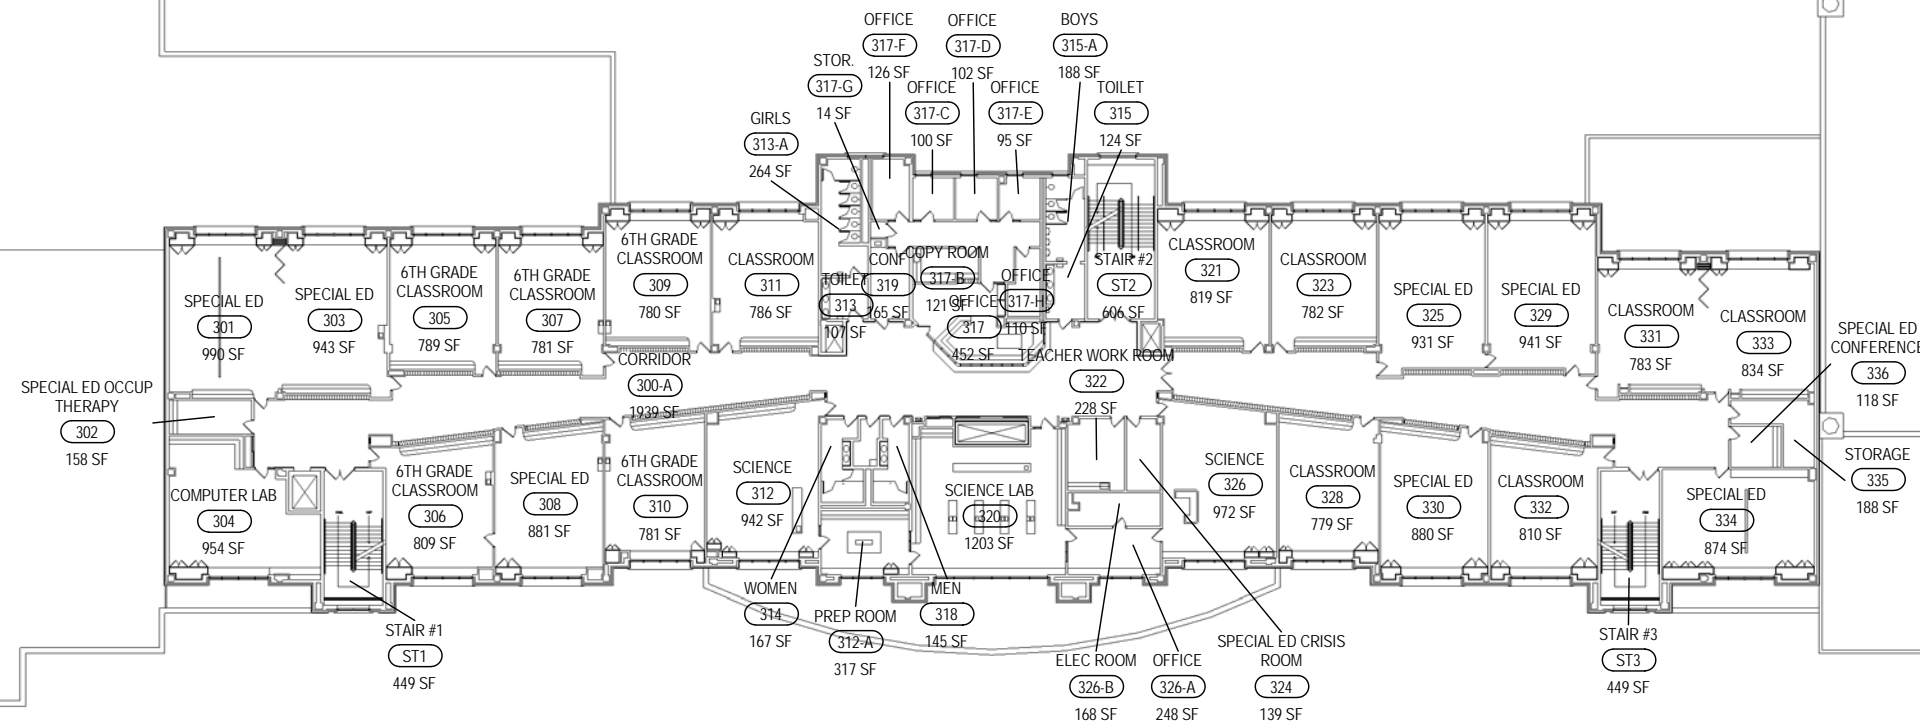 OFFICE
317-F
126 SF
OFFICE
317-D
102 SF
BOYS
315-A
188 SF
STOR.
317-G
14 SF
OFFICE
317-C
100 SF
OFFICE
317-E
95 SF
TOILET
315
124 SF
GIRLS
313-A
264 SF
SPECIAL ED
301
990 SF
SPECIAL ED
303
943 SF
6TH GRADE
CLASSROOM
305
789 SF
6TH GRADE
CLASSROOM
307
781 SF
6TH GRADE
CLASSROOM
309
780 SF
CLASSROOM
311
786 SF
TOILET
313
107 SF
CONF
319
165 SF
COPY ROOM
317-B
121 SF
OFFICE
317
452 SF
OFFICE
317-H
110 SF
STAIR #2
ST2
606 SF
CLASSROOM
321
819 SF
CLASSROOM
323
782 SF
SPECIAL ED
325
931 SF
SPECIAL ED
329
941 SF
CLASSROOM
331
783 SF
CLASSROOM
333
834 SF
SPECIAL ED
CONFERENCE
336
118 SF
CORRIDOR
300-A
1939 SF
TEACHER WORK ROOM
322
228 SF
SPECIAL ED OCCUP
THERAPY
302
158 SF
COMPUTER LAB
304
954 SF
6TH GRADE
CLASSROOM
306
809 SF
SPECIAL ED
308
881 SF
6TH GRADE
CLASSROOM
310
781 SF
SCIENCE
312
942 SF
SCIENCE LAB
320
1203 SF
SCIENCE
326
972 SF
CLASSROOM
328
779 SF
SPECIAL ED
330
880 SF
CLASSROOM
332
810 SF
SPECIAL ED
334
874 SF
STORAGE
335
188 SF
STAIR #1
ST1
449 SF
WOMEN
314
167 SF
PREP ROOM
312-A
317 SF
MEN
318
145 SF
ELEC ROOM
326-B
168 SF
OFFICE
326-A
248 SF
SPECIAL ED CRISIS
ROOM
324
139 SF
STAIR #3
ST3
449 SF